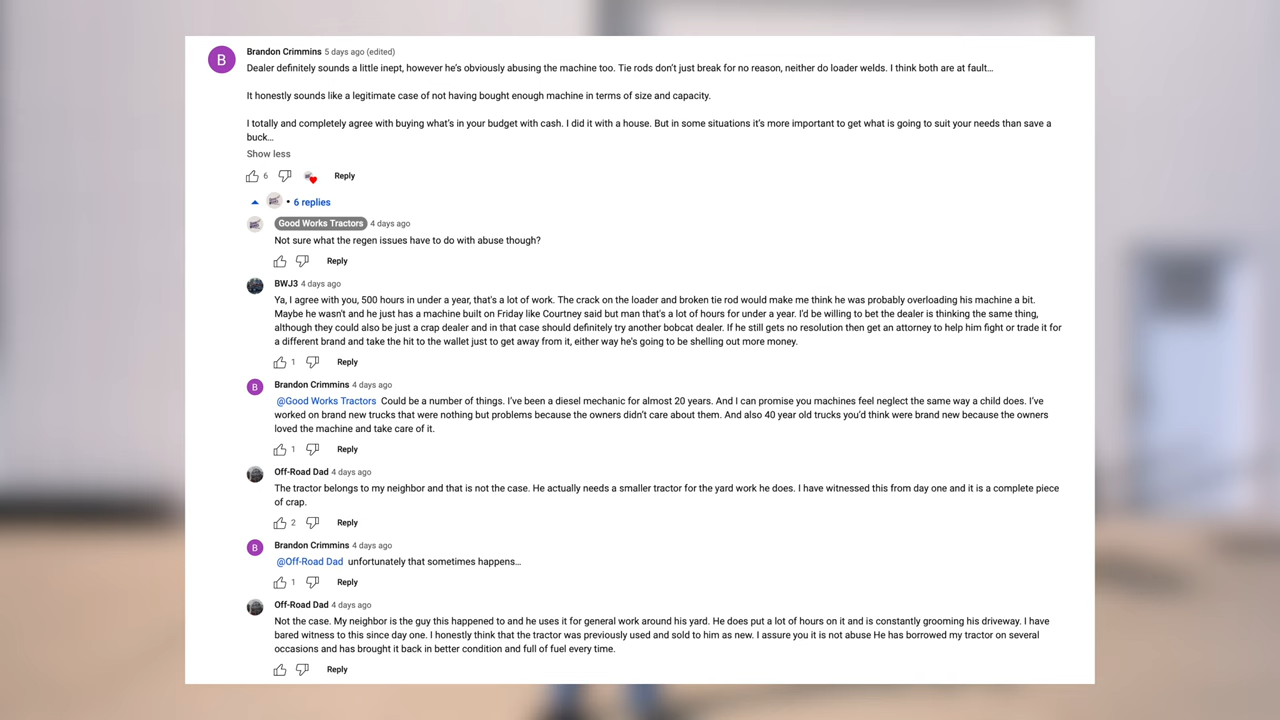 B
Brandon Crimmins 5 days ago (edited)
Dealer definitely sounds a little inept, however he's obviously abusing the machine too. Tie rods don't just break for no reason, neither do loader welds. I think both are at fault…
It honestly sounds like a legitimate case of not having bought enough machine in terms of size and capacity.
I totally and completely agree with buying what's in your budget with cash. I did it with a house. But in some situations it's more important to get what is going to suit your needs than save a
buck…
Show less
6 Reply
• 6 replies
Good Works Tractors 4 days ago
Not sure what the regen issues have to do with abuse though?
Reply
BWJ3 4 days ago
Ya, I agree with you, 500 hours in under a year, that's a lot of work. The crack on the loader and broken tie rod would make me think he was probably overloading his machine a bit.
Maybe he wasn't and he just has a machine built on Friday like Courtney said but man that's a lot of hours for under a year. I'd be willing to bet the dealer is thinking the same thing,
although they could also be just a crap dealer and in that case should definitely try another bobcat dealer. If he still gets no resolution then get an attorney to help him fight or trade it for
a different brand and take the hit to the wallet just to get away from it, either way he's going to be shelling out more money.
1 Reply
B
Brandon Crimmins 4 days ago
@Good Works Tractors Could be a number of things. I've been a diesel mechanic for almost 20 years. And I can promise you machines feel neglect the same way a child does. I've
worked on brand new trucks that were nothing but problems because the owners didn't care about them. And also 40 year old trucks you'd think were brand new because the owners
loved the machine and take care of it.
1 Reply
Off-Road Dad 4 days ago
The tractor belongs to my neighbor and that is not the case. He actually needs a smaller tractor for the yard work he does. I have witnessed this from day one and it is a complete piece
of crap.
2 Reply
B
Brandon Crimmins 4 days ago
@Off-Road Dad unfortunately that sometimes happens…
1 Reply
Off-Road Dad 4 days ago
Not the case. My neighbor is the guy this happened to and he uses it for general work around his yard. He does put a lot of hours on it and is constantly grooming his driveway. I have
bared witness to this since day one. I honestly think that the tractor was previously used and sold to him as new. I assure you it is not abuse He has borrowed my tractor on several
occasions and has brought it back in better condition and full of fuel every time.
Reply